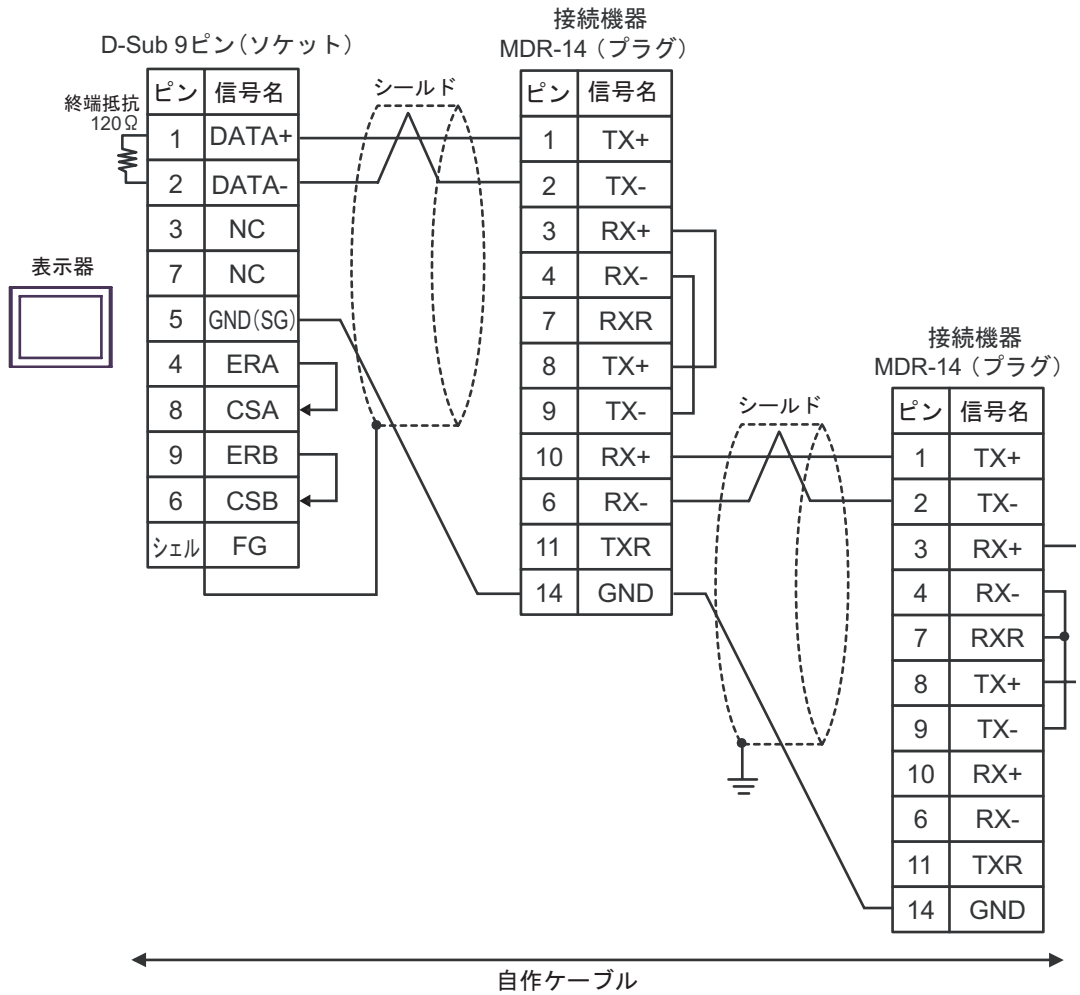 接続機器
D-Sub 9ピン(ソケット)
MDR-14(プラグ)
終端抵抗
120Ω
シールド
ピン 信号名
1 DATA+
2 DATA-
3 NC
7 NC
5 GND(SG)
4 ERA
8 CSA
9 ERB
6 CSB
シェル FG
表示器
ピン 信号名
1 TX+
2 TX-
3 RX+
4 RX-
7 RXR
8 TX+
9 TX-
10 RX+
6 RX-
11 TXR
14 GND
シールド
接続機器
MDR-14(プラグ)
ピン 信号名
1 TX+
2 TX-
3 RX+
4 RX-
7 RXR
8 TX+
9 TX-
10 RX+
6 RX-
11 TXR
14 GND
自作ケーブル